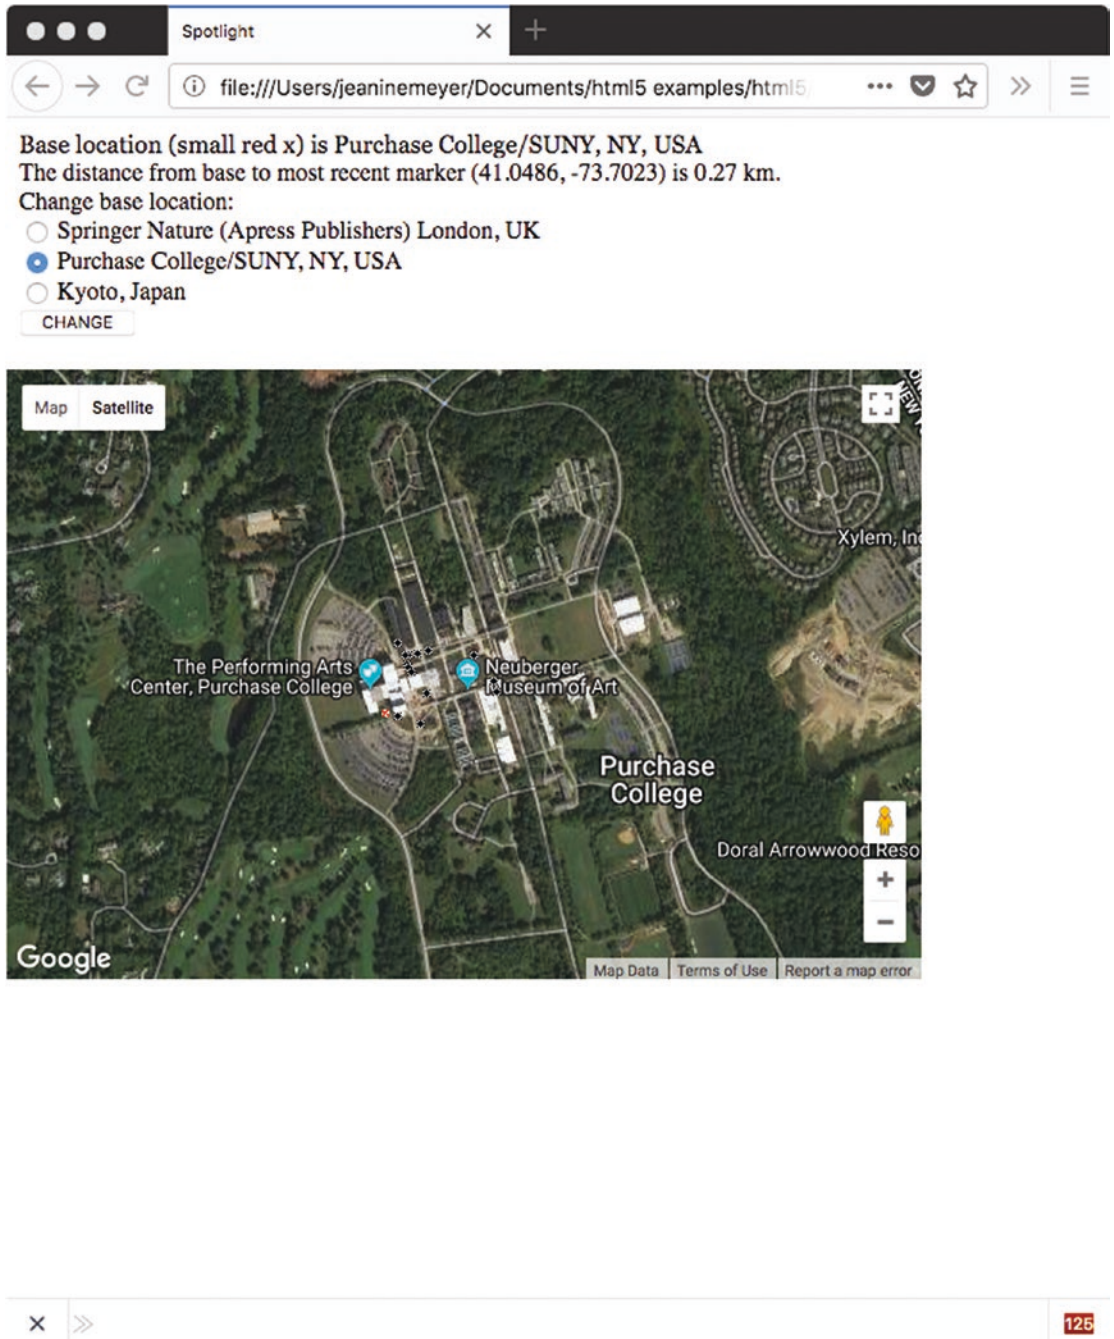 Spotlight
file:///Users/jeaninemeyer/Documents/html5 examples/html5
Base location (small red x) is Purchase College/SUNY, NY, USA
The distance from base to most recent marker (41.0486, -73.7023) is 0.27 km.
Change base location:
Springer Nature (Apress Publishers) London, UK
Purchase College/SUNY, NY, USA
Kyoto, Japan
CHANGE
Map Satellite
NEW
Xylem, Inc
The Performing Arts
Center, Purchase College
Neuberger
Museum of Art
Purchase
College
Doral Arrowwood Reso
Google
Map Data Terms of Use Report a map error
125